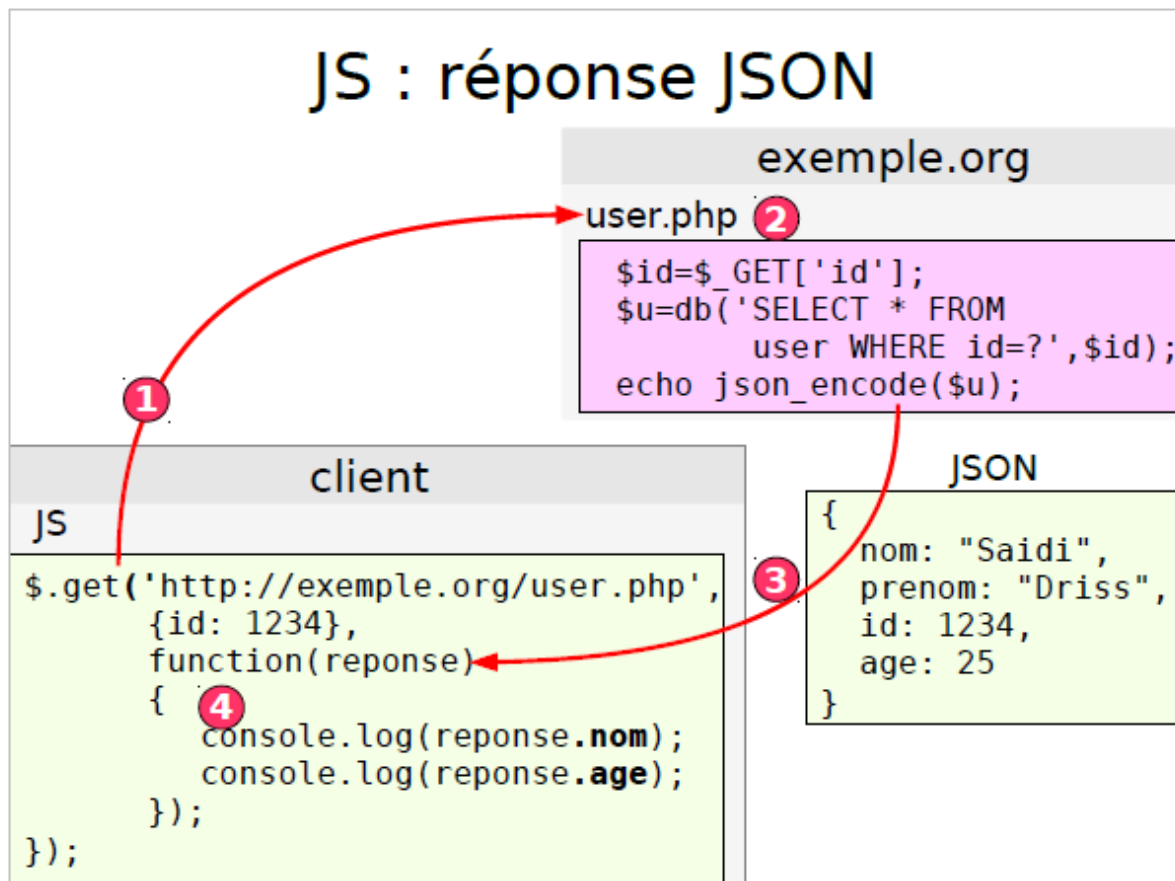 JS : réponse JSON
exemple.org
user.php 2
$id=$_GET['id'];
$u=db('SELECT * FROM
user WHERE id=?',$id);
echo json_encode($u);
1
client
JS
$.get('http://exemple.org/user.php',
{id: 1234},
function(reponse)
{
4
console.log(reponse.nom);
console.log(reponse.age);
});
});
3
JSON
{
nom: "Saidi",
prenom: "Driss",
id: 1234,
age: 25
}